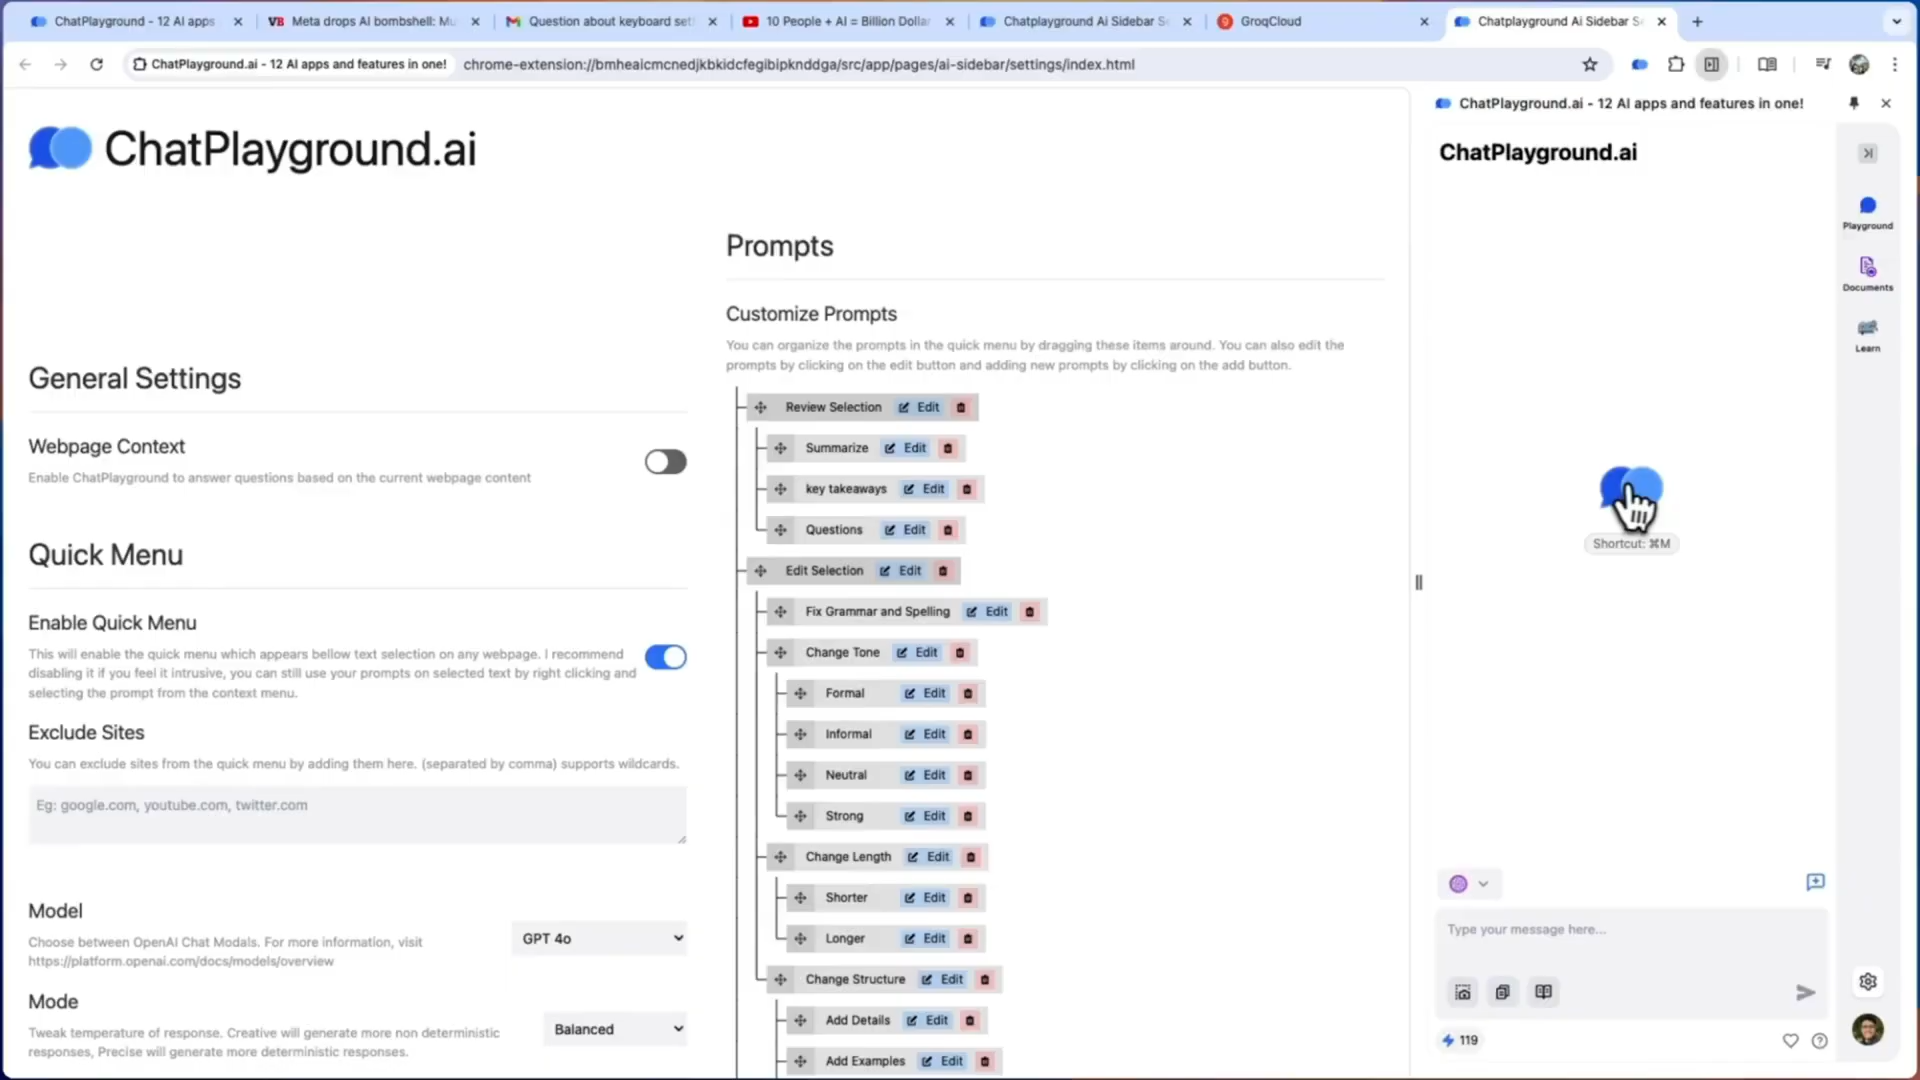 ChatPlayground - 12 AI apps
VB Meta drops AI bombshell: Mu
Question about keyboard set
10 People + AI = Billion Dollar
Chatplayground Ai Sidebar S
GroqCloud
Chatplayground Ai Sidebar S
ChatPlayground.ai - 12 AI apps and features in one!
chrome-extension://bmheaicmcnedjkbkidcfegibipknddga/src/app/pages/ai-sidebar/settings/index.html
ChatPlayground.ai
General Settings
Webpage Context
Enable ChatPlayground to answer questions based on the current webpage content
Quick Menu
Enable Quick Menu
This will enable the quick menu which appears bellow text selection on any webpage. I recommend
disabling it if you feel it intrusive, you can still use your prompts on selected text by right clicking and
selecting the prompt from the context menu.
Exclude Sites
You can exclude sites from the quick menu by adding them here. (separated by comma) supports wildcards.
Eg: google.com, youtube.com, twitter.com
Model
Choose between OpenAI Chat Modals. For more information, visit
https://platform.openai.com/docs/models/overview
GPT 4o
Mode
Tweak temperature of response. Creative will generate more non deterministic
responses, Precise will generate more deterministic responses.
Balanced
Prompts
Customize Prompts
You can organize the prompts in the quick menu by dragging these items around. You can also edit the
prompts by clicking on the edit button and adding new prompts by clicking on the add button.
Review Selection Edit
Summarize Edit
key takeaways Edit
Questions Edit
Edit Selection Edit
Fix Grammar and Spelling Edit
Change Tone Edit
Formal Edit
Informal Edit
Neutral Edit
Strong Edit
Change Length Edit
Shorter Edit
Longer Edit
Change Structure Edit
Add Details Edit
Add Examples Edit
ChatPlayground.ai - 12 AI apps and features in one!
ChatPlayground.ai
Shortcut: ⌘M
Type your message here...
119
Playground
Documents
Learn